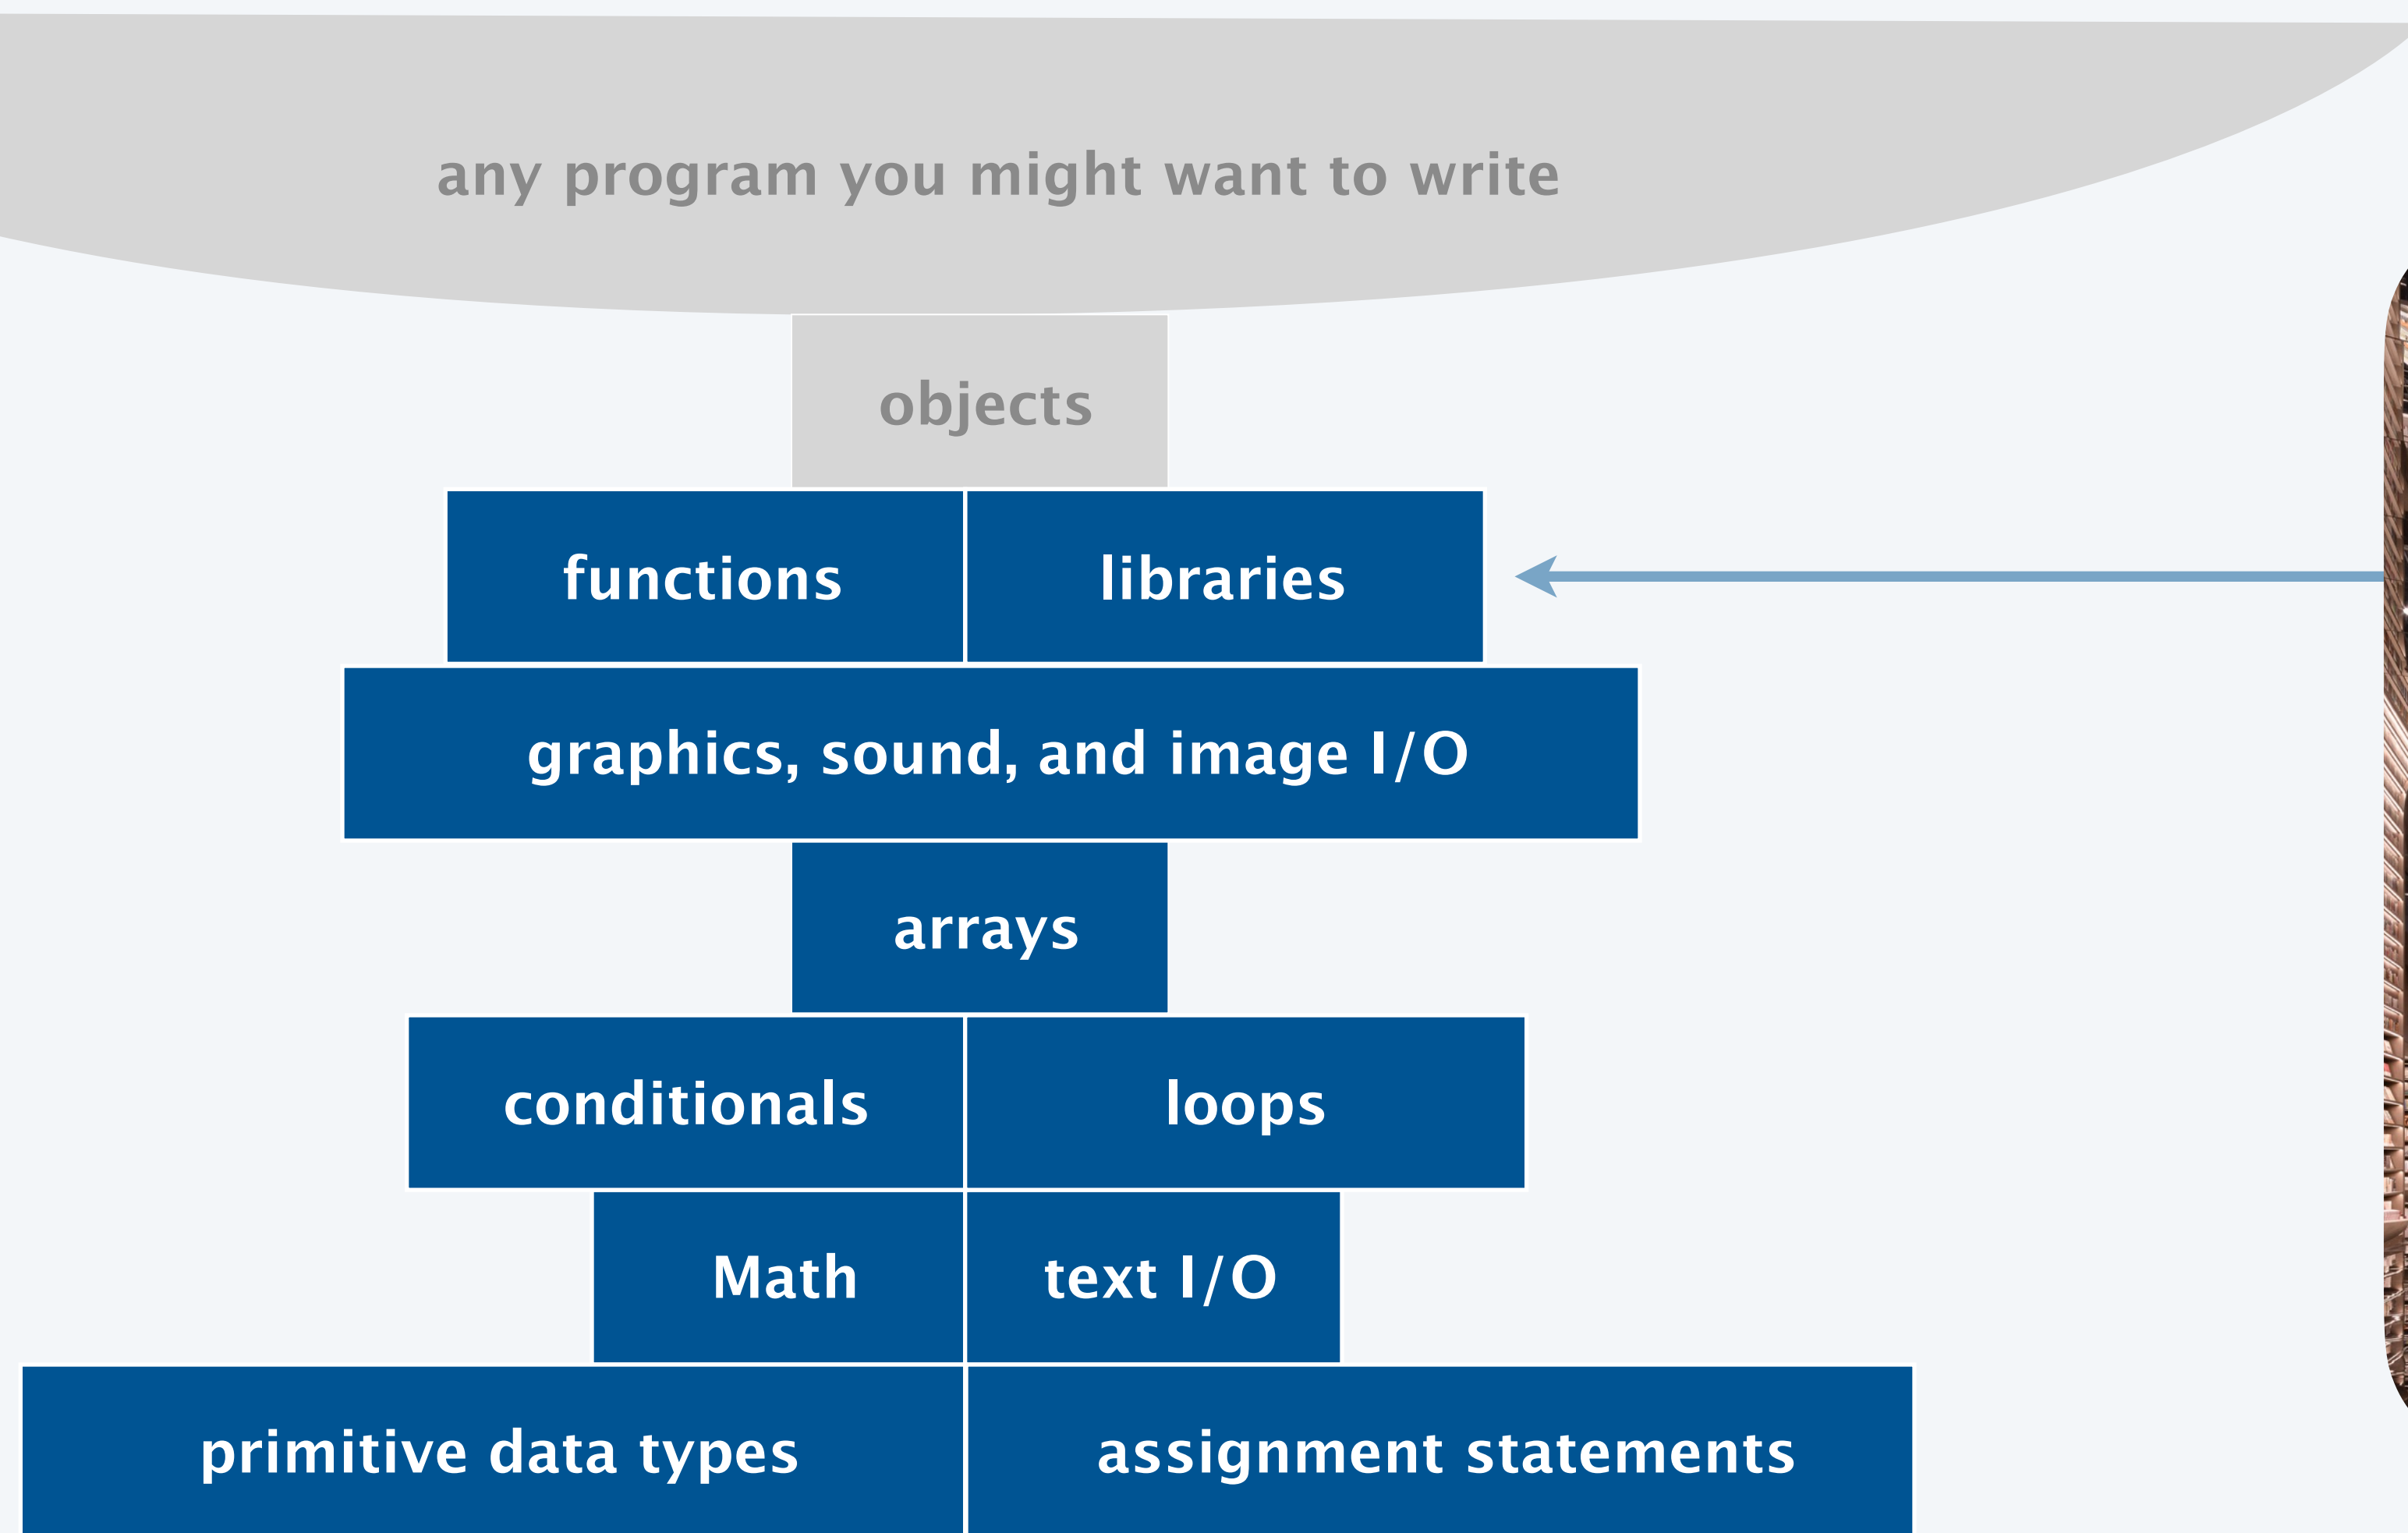 any program you might want to write
objects
functions libraries
graphics, sound, and image I/O
arrays
conditionals loops
Math text I/O
primitive data types assignment statements